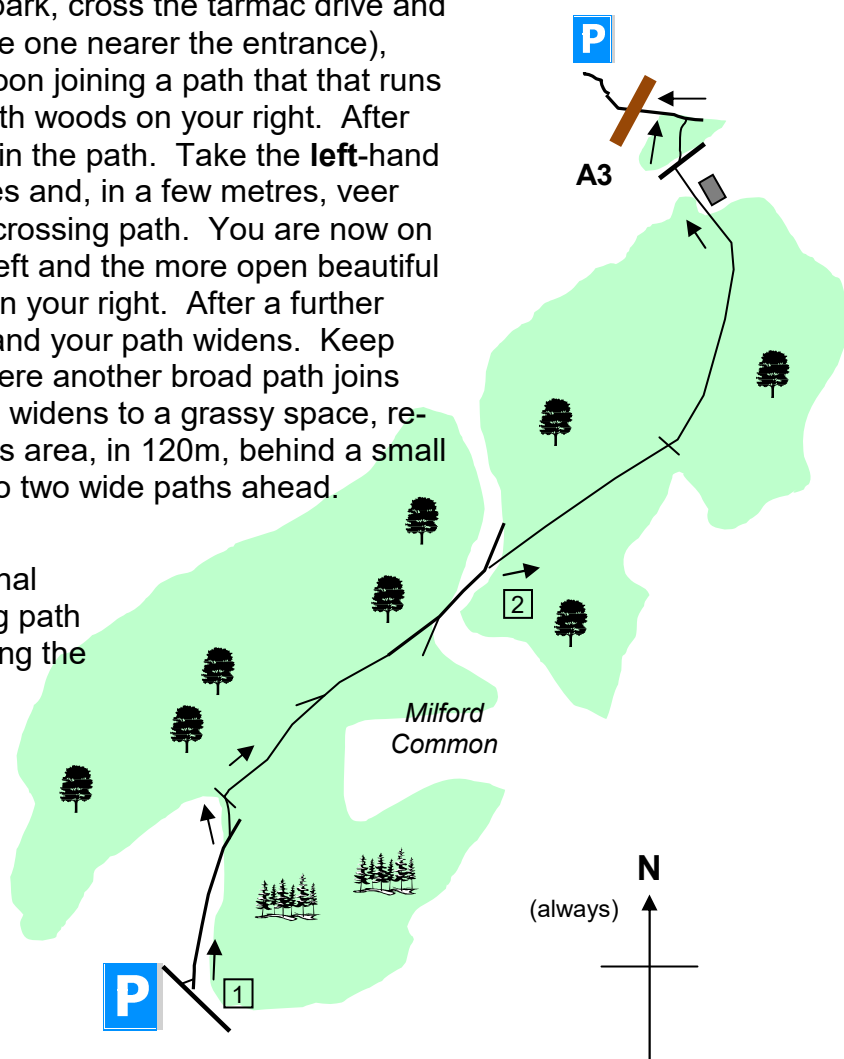 park, cross the tarmac drive and
e one nearer the entrance),
oon joining a path that that runs
th woods on your right. After
in the path. Take the left-hand
es and, in a few metres, veer
crossing path. You are now on
eft and the more open beautiful
n your right. After a further
and your path widens. Keep
ere another broad path joins
widens to a grassy space, re-
s area, in 120m, behind a small
o two wide paths ahead.
nal
g path
ng the
P
A3
2
Milford
Common
N
(always)
P
1